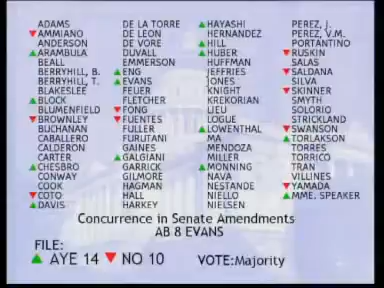 ADAMS
▼ AMMIANO
ANDERSON
▲ ARAMBULA
BEALL
BERRYHILL, B.
BERRYHILL, T.
BLAKESLEE
▲ BLOCK
BLUMENFIELD
▼ BROWNLEY
BUCHANAN
CABALLERO
CALDERON
CARTER
▲ CHESBRO
CONWAY
COOK
▼ COTO
▲ DAVIS
DE LA TORRE
DE LEON
DE VORE
DUVALL
EMMERSON
▲ ENG
▲ EVANS
FEUER
FLETCHER
▼ FONG
▼ FUENTES
FULLER
FURUTANI
GAINES
▲ GALGIANI
GARRICK
GILMORE
HAGMAN
HALL
HARKEY
▲ HAYASHI
HERNANDEZ
▲ HILL
▲ HUBER
HUFFMAN
JEFFRIES
JONES
KNIGHT
KREKORIAN
LIEU
LOGUE
▲ LOWENTHAL
MA
MENDOZA
MILLER
▲ MONNING
NAVA
NESTANDE
NIELLO
NIELSEN
PEREZ, J.
PEREZ, V.M.
PORTANTINO
▼ RUSKIN
SALAS
▼ SALDANA
SILVA
▼ SKINNER
SMYTH
SOLORIO
STRICKLAND
▼ SWANSON
▲ TORLAKSON
TORRES
TORRICO
TRAN
VILLINES
▼ YAMADA
▲ MME. SPEAKER
Concurrence in Senate Amendments
AB 8 EVANS
FILE:
▲ AYE 14 ▼ NO 10 VOTE:Majority